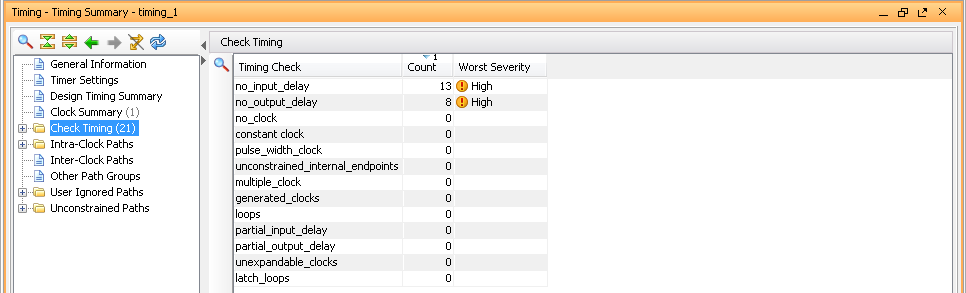 Timing - Timing Summary - timing_1
General Information
Timer Settings
Design Timing Summary
Clock Summary (1)
Check Timing (21)
Intra-Clock Paths
Inter-Clock Paths
Other Path Groups
User Ignored Paths
Unconstrained Paths
Check Timing
Timing Check Count 1 Worst Severity
no_input_delay 13 High
no_output_delay 8 High
no_clock 0
constant clock 0
pulse_width_clock 0
unconstrained_internal_endpoints 0
multiple_clock 0
generated_clocks 0
loops 0
partial_input_delay 0
partial_output_delay 0
unexpandable_clocks 0
latch_loops 0